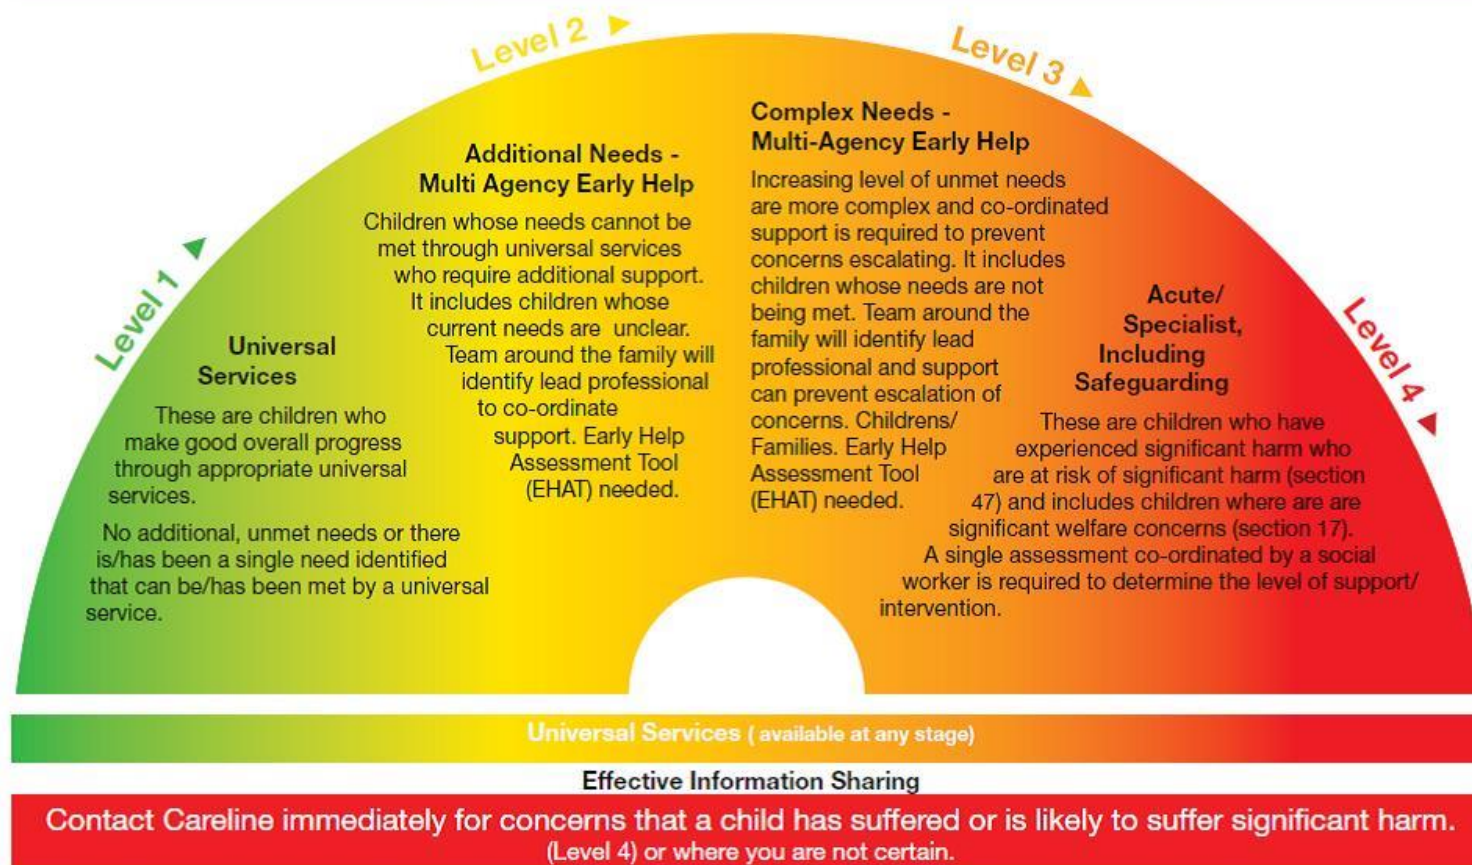 Level 1
Universal
Services
These are children who
make good overall progress
through appropriate universal
services.
No additional, unmet needs or there
is/has been a single need identified
that can be/has been met by a universal
service.
Level 2
Additional Needs -
Multi Agency Early Help
Children whose needs cannot be
met through universal services
who require additional support.
It includes children whose
current needs are unclear.
Team around the family will
identify lead professional
to co-ordinate
support. Early Help
Assessment Tool
(EHAT) needed.
Level 3
Complex Needs -
Multi-Agency Early Help
Increasing level of unmet needs
are more complex and co-ordinated
support is required to prevent
concerns escalating. It includes
children whose needs are not
being met. Team around the
family will identify lead
professional and support
can prevent escalation of
concerns. Childrens/
Families. Early Help
Assessment Tool
(EHAT) needed.
Level 4
Acute/
Specialist,
Including
Safeguarding
These are children who have
experienced significant harm who
are at risk of significant harm (section
47) and includes children where are are
significant welfare concerns (section 17).
A single assessment co-ordinated by a social
worker is required to determine the level of support/
intervention.
Universal Services ( available at any stage)
Effective Information Sharing
Contact Careline immediately for concerns that a child has suffered or is likely to suffer significant harm.
(Level 4) or where you are not certain.